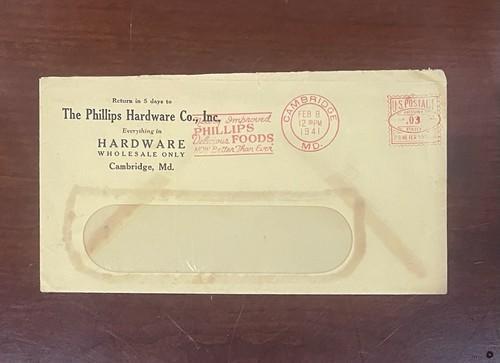 Return in 5 days to
The Phillips Hardware Co., Inc.
Everything in
HARDWARE
WHOLESALE ONLY
Cambridge, Md.
Improved
PHILLIPS
Delicious FOODS
NOW Better Than Ever
CAMBRIDGE
FEB 8
12 PM
1941
MD.
U.S. POSTAGE
.03